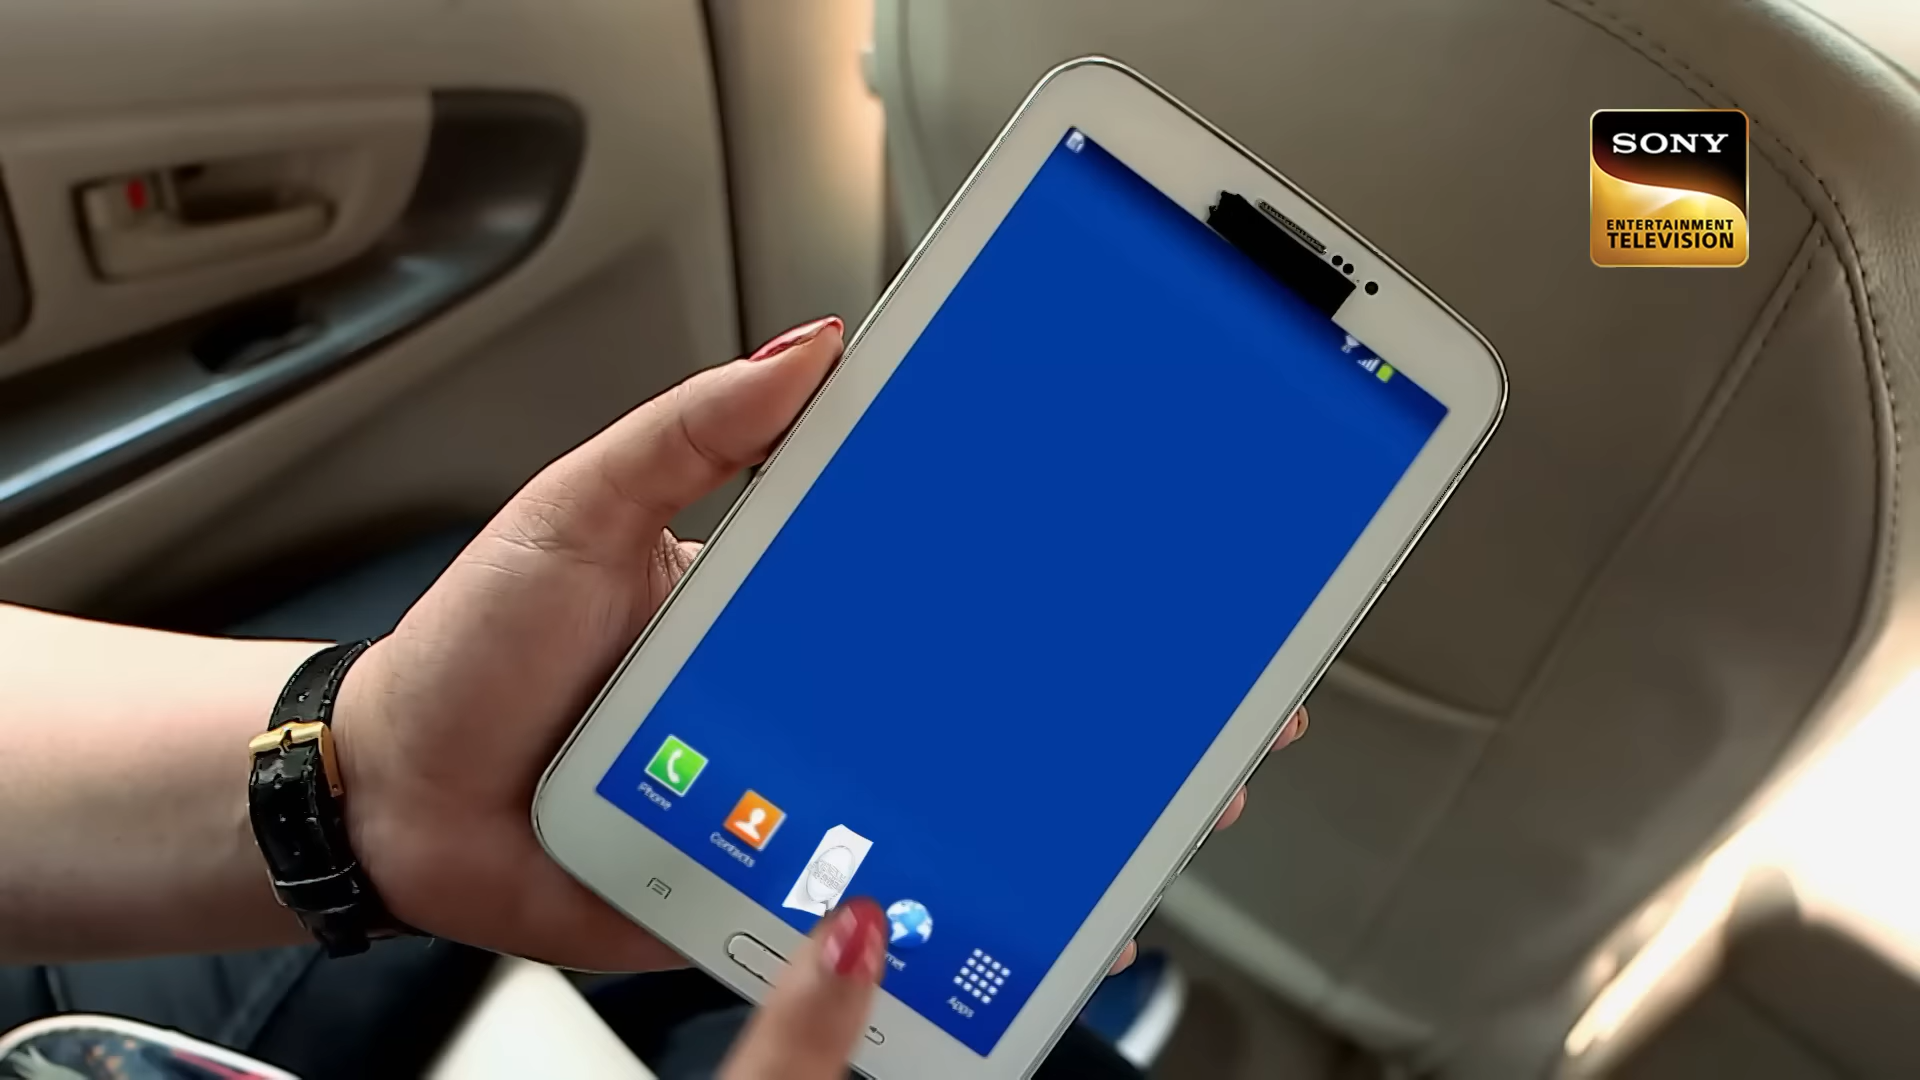 SONY
ENTERTAINMENT
TELEVISION
Phone
Contacts
Apps